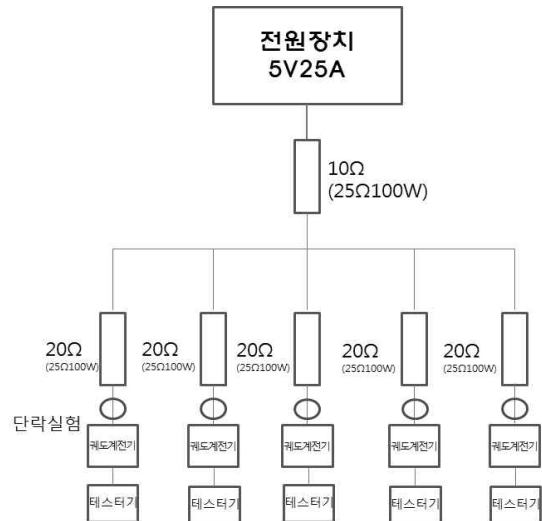 전원장치
5V25A
10Ω
(25Ω100W)
20Ω
(25Ω100W)
20Ω
(25Ω100W)
20Ω
(25Ω100W)
20Ω
(25Ω100W)
20Ω
(25Ω100W)
단락실험
궤도계전기
궤도계전기
궤도계전기
궤도계전기
궤도계전기
테스터기
테스터기
테스터기
테스터기
테스터기